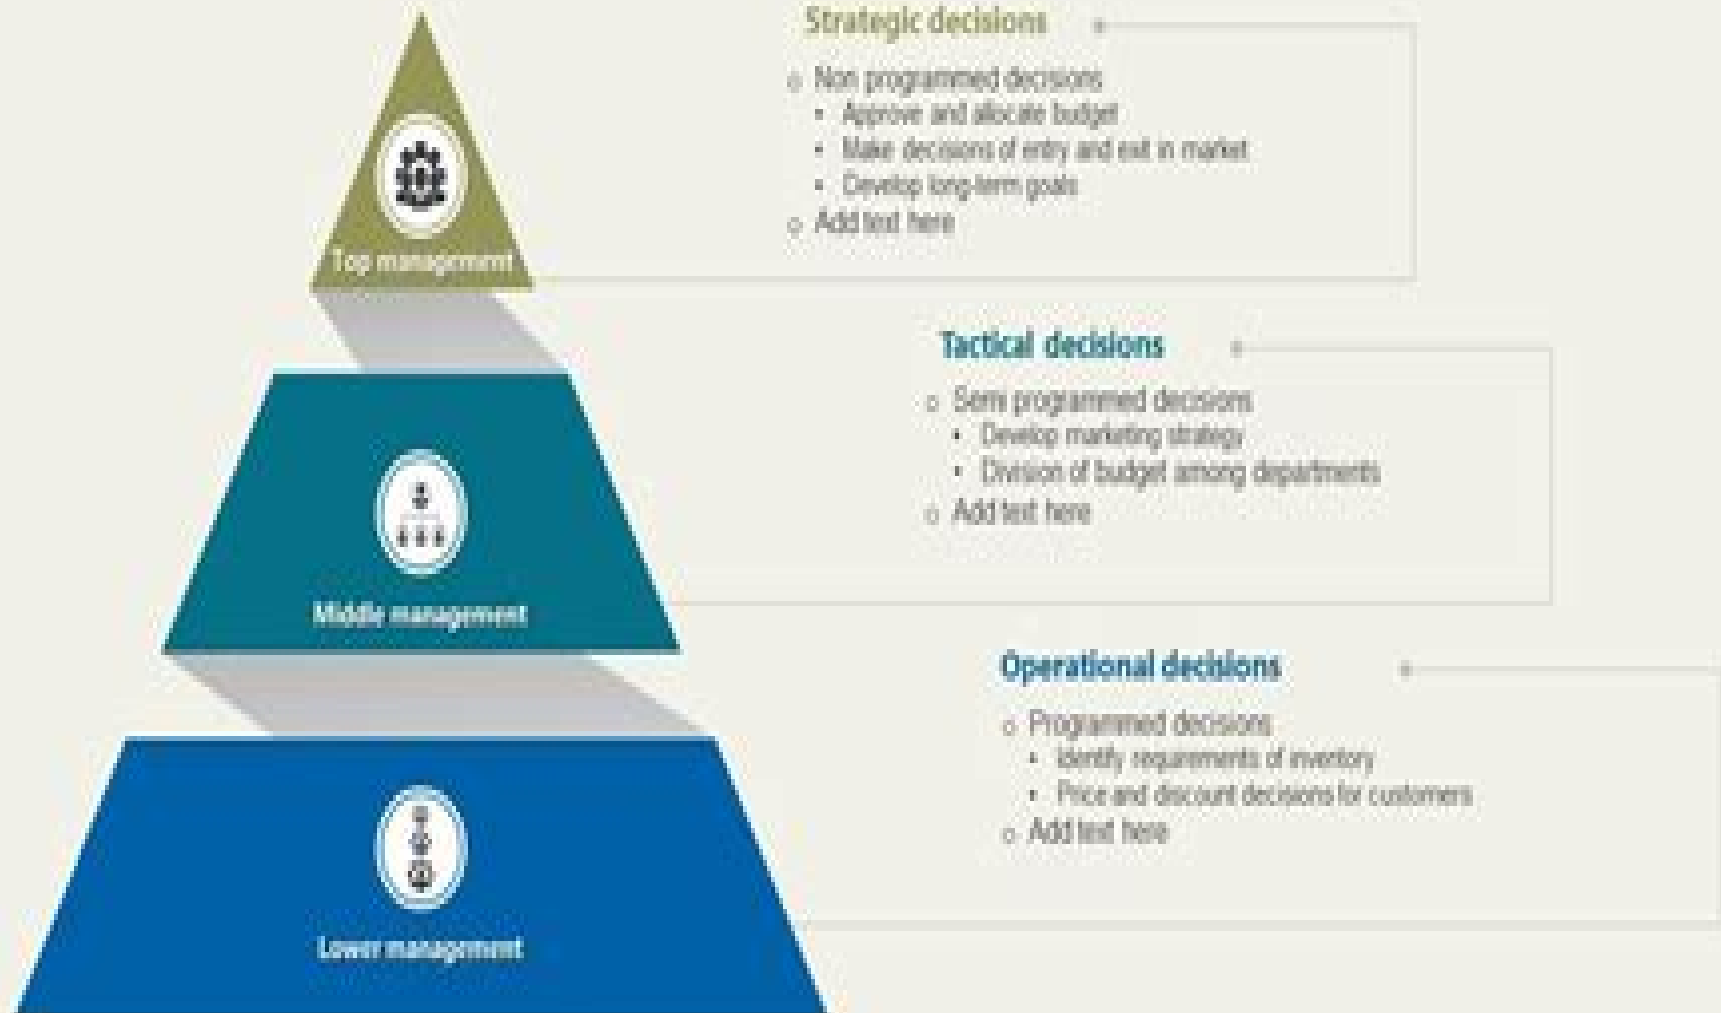 Strategic decisions
Non programmed decisions
Approve and allocate budget
Make decisions of entry and exit in market
Develop long-term goals
Add text here
Top management
Tactical decisions
Semi programmed decisions
Develop marketing strategy
Division of budget among departments
Add text here
Middle management
Operational decisions
Programmed decisions
Identify requirements of inventory
Price and discount decisions for customers
Add text here
Lower management